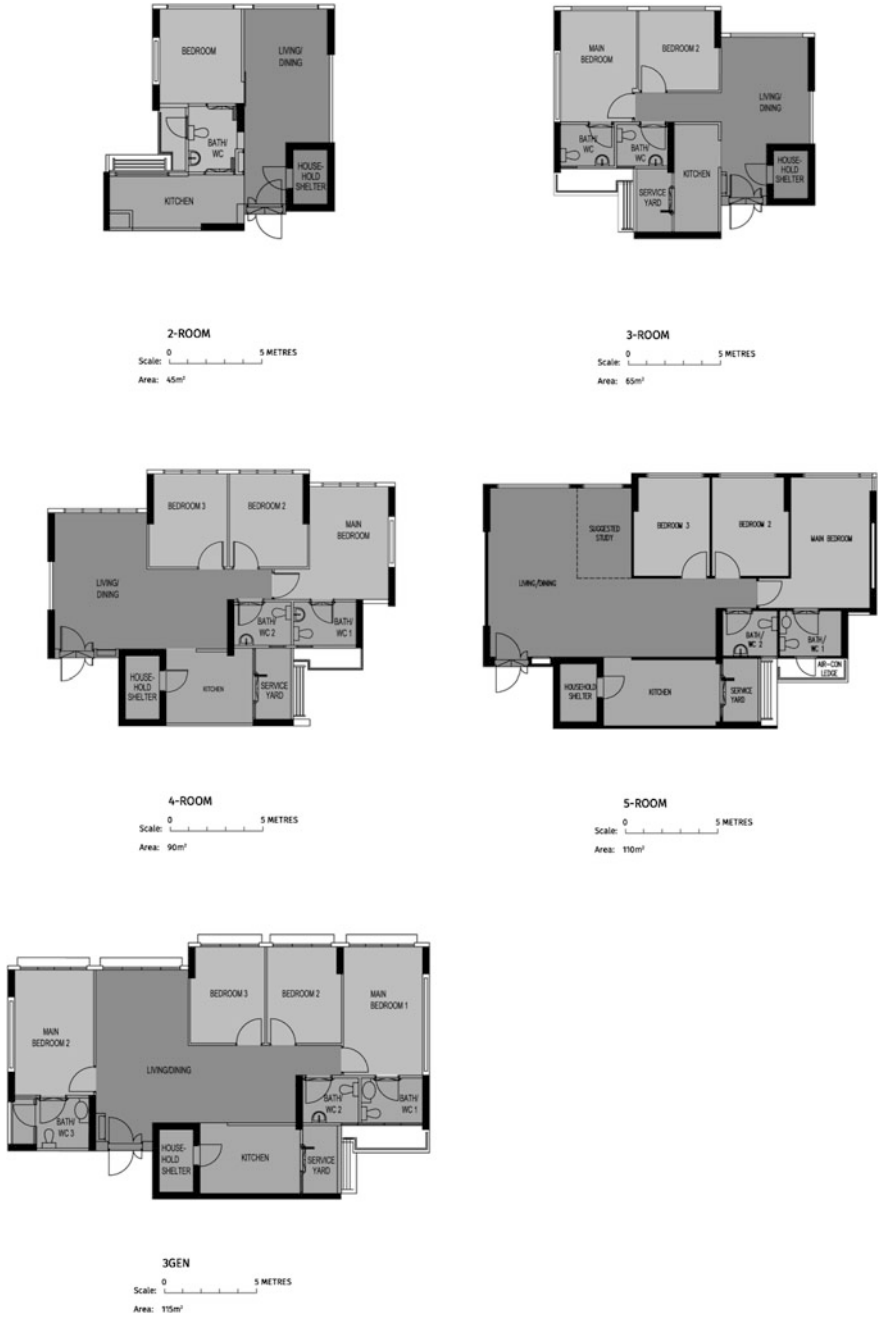 BEDROOM
LIVING/
DINING
BATH/
WC
HOUSE-
HOLD
SHELTER
KITCHEN
2-ROOM
Scale: 0 5 METRES
Area: 45m²
MAIN
BEDROOM
BEDROOM 2
LIVING/
DINING
BATH/
WC
BATH/
WC
KITCHEN
HOUSE-
HOLD
SHELTER
SERVICE
YARD
3-ROOM
Scale: 0 5 METRES
Area: 65m²
BEDROOM 3
BEDROOM 2
MAIN
BEDROOM
LIVING/
DINING
BATH/
WC 2
BATH/
WC 1
HOUSE-
HOLD
SHELTER
KITCHEN
SERVICE
YARD
4-ROOM
Scale: 0 5 METRES
Area: 90m²
SUGGESTED
STUDY
BEDROOM 3
BEDROOM 2
MAIN BEDROOM
LIVING/DINING
BATH/
WC 2
BATH/
WC 1
AIR-CON
LEDGE
HOUSEHOLD
SHELTER
KITCHEN
SERVICE
YARD
5-ROOM
Scale: 0 5 METRES
Area: 110m²
MAIN
BEDROOM 2
BEDROOM 3
BEDROOM 2
MAIN
BEDROOM 1
LIVING/DINING
BATH/
WC 3
BATH/
WC 2
BATH/
WC 1
HOUSE-
HOLD
SHELTER
KITCHEN
SERVICE
YARD
3GEN
Scale: 0 5 METRES
Area: 115m²